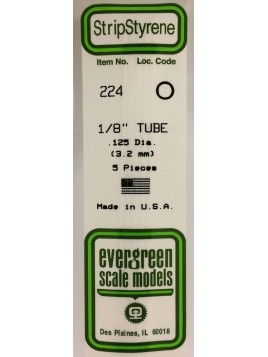 StripStyrene
Item No. Loc. Code
224
1/8" TUBE
.125 Dia.
(3.2 mm)
5 Pieces
Made in U.S.A.
evergreen
scale models
Des Plaines, IL 60018